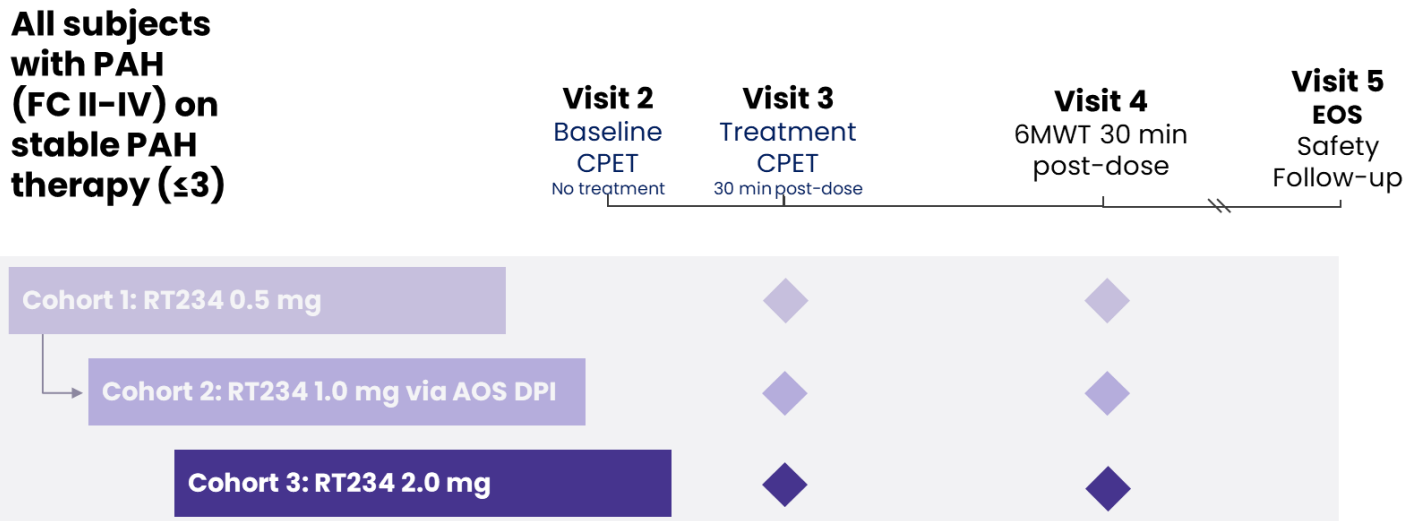 All subjects
with PAH
(FC II-IV) on
stable PAH
therapy (≤3)
Visit 2
Baseline
CPET
No treatment
Visit 3
Treatment
CPET
30 min post-dose
Visit 4
6MWT 30 min
post-dose
Visit 5
EOS
Safety
Follow-up
Cohort 1: RT234 0.5 mg
Cohort 2: RT234 1.0 mg via AOS DPI
Cohort 3: RT234 2.0 mg